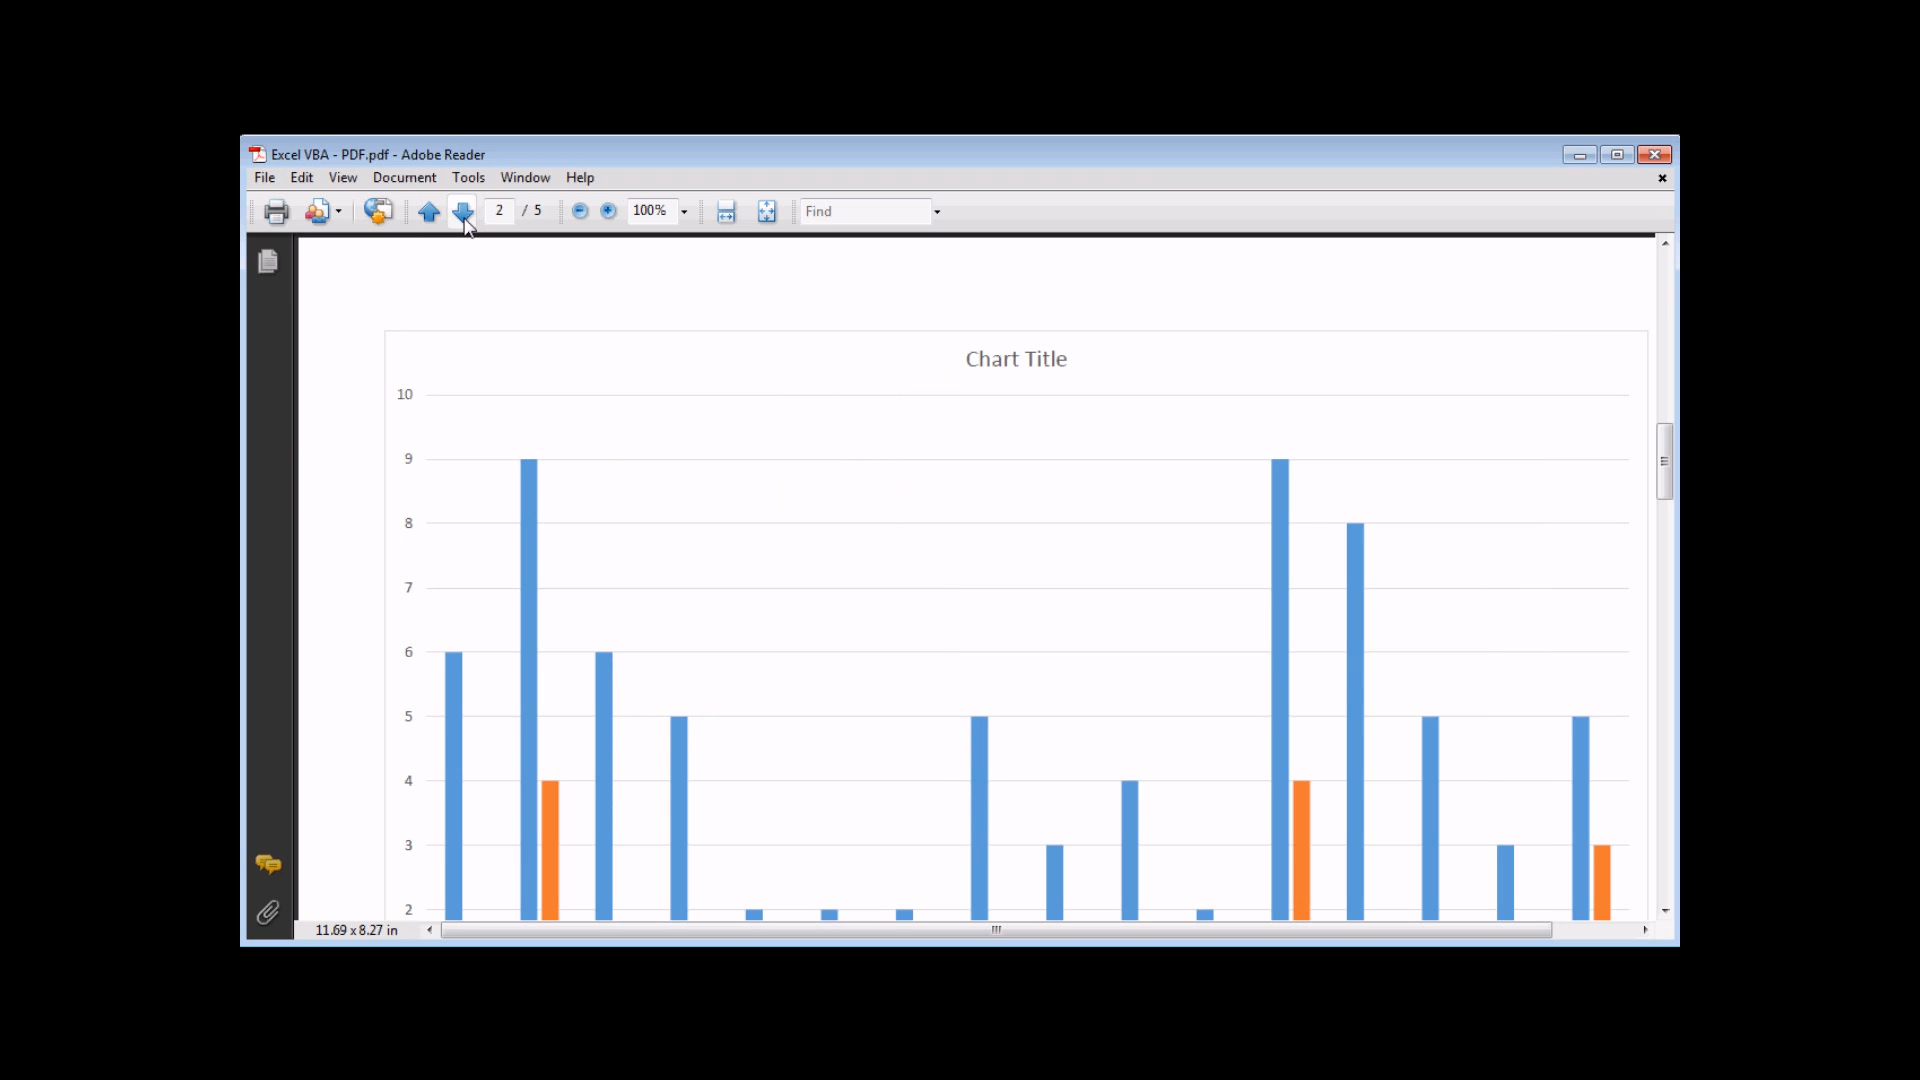 Excel VBA - PDF.pdf - Adobe Reader
File Edit View Document Tools Window Help
2 / 5 100% Find
Chart Title
10
9
8
7
6
5
4
3
2
11.69 x 8.27 in